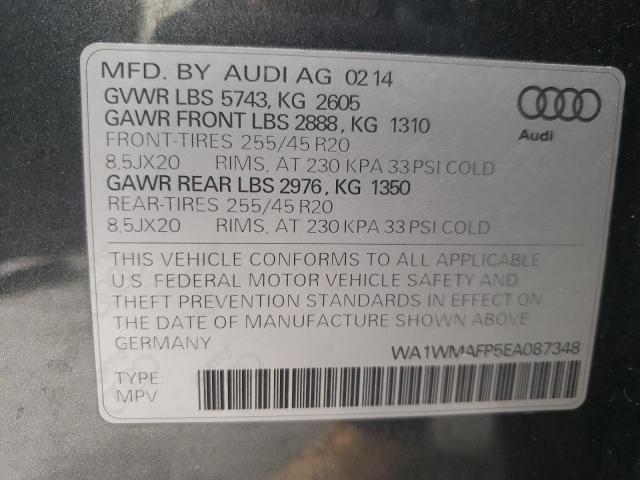 MFD. BY AUDI AG 02 14
GVWR LBS 5743, KG 2605
GAWR FRONT LBS 2888, KG 1310
FRONT-TIRES 255/45 R20
8,5JX20 RIMS, AT 230 KPA 33 PSI COLD
GAWR REAR LBS 2976, KG 1350
REAR-TIRES 255/45 R20
8,5JX20 RIMS, AT 230 KPA 33 PSI COLD
Audi
THIS VEHICLE CONFORMS TO ALL APPLICABLE
U.S. FEDERAL MOTOR VEHICLE SAFETY AND
THEFT PREVENTION STANDARDS IN EFFECT ON
THE DATE OF MANUFACTURE SHOWN ABOVE
GERMANY
WA1WMAFP5EA087348
TYPE:
MPV